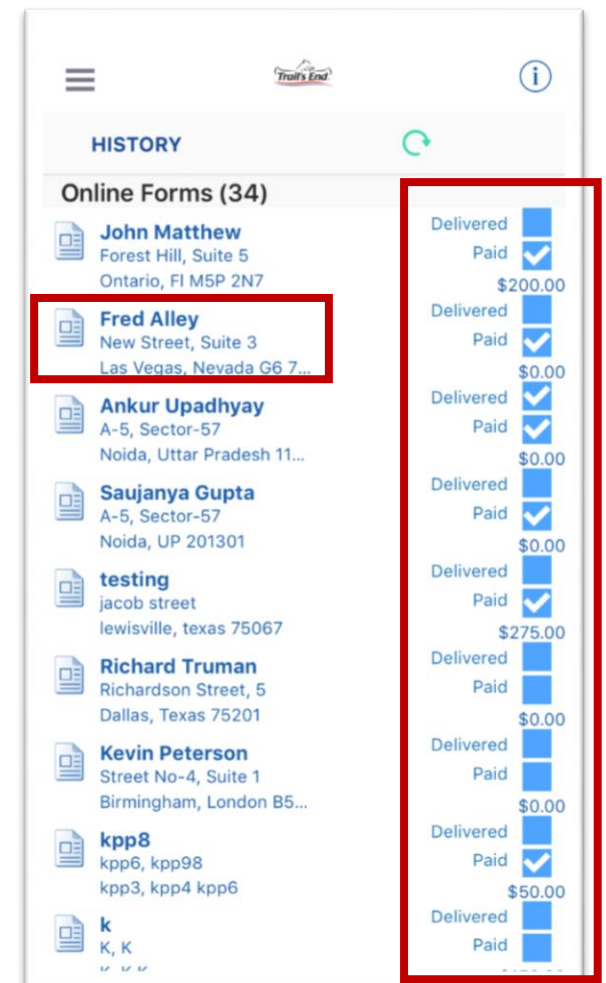 Trail's End
HISTORY
Online Forms (34)
John Matthew
Forest Hill, Suite 5
Ontario, Fl M5P 2N7
Delivered
Paid
$200.00
Fred Alley
New Street, Suite 3
Las Vegas, Nevada G6 7...
Delivered
Paid
$0.00
Ankur Upadhyay
A-5, Sector-57
Noida, Uttar Pradesh 11...
Delivered
Paid
$0.00
Saujanya Gupta
A-5, Sector-57
Noida, UP 201301
Delivered
Paid
$0.00
testing
jacob street
lewisville, texas 75067
Delivered
Paid
$275.00
Richard Truman
Richardson Street, 5
Dallas, Texas 75201
Delivered
Paid
$0.00
Kevin Peterson
Street No-4, Suite 1
Birmingham, London B5...
Delivered
Paid
$0.00
kpp8
kpp6, kpp98
kpp3, kpp4 kpp6
Delivered
Paid
$50.00
k
K, K
Delivered
Paid